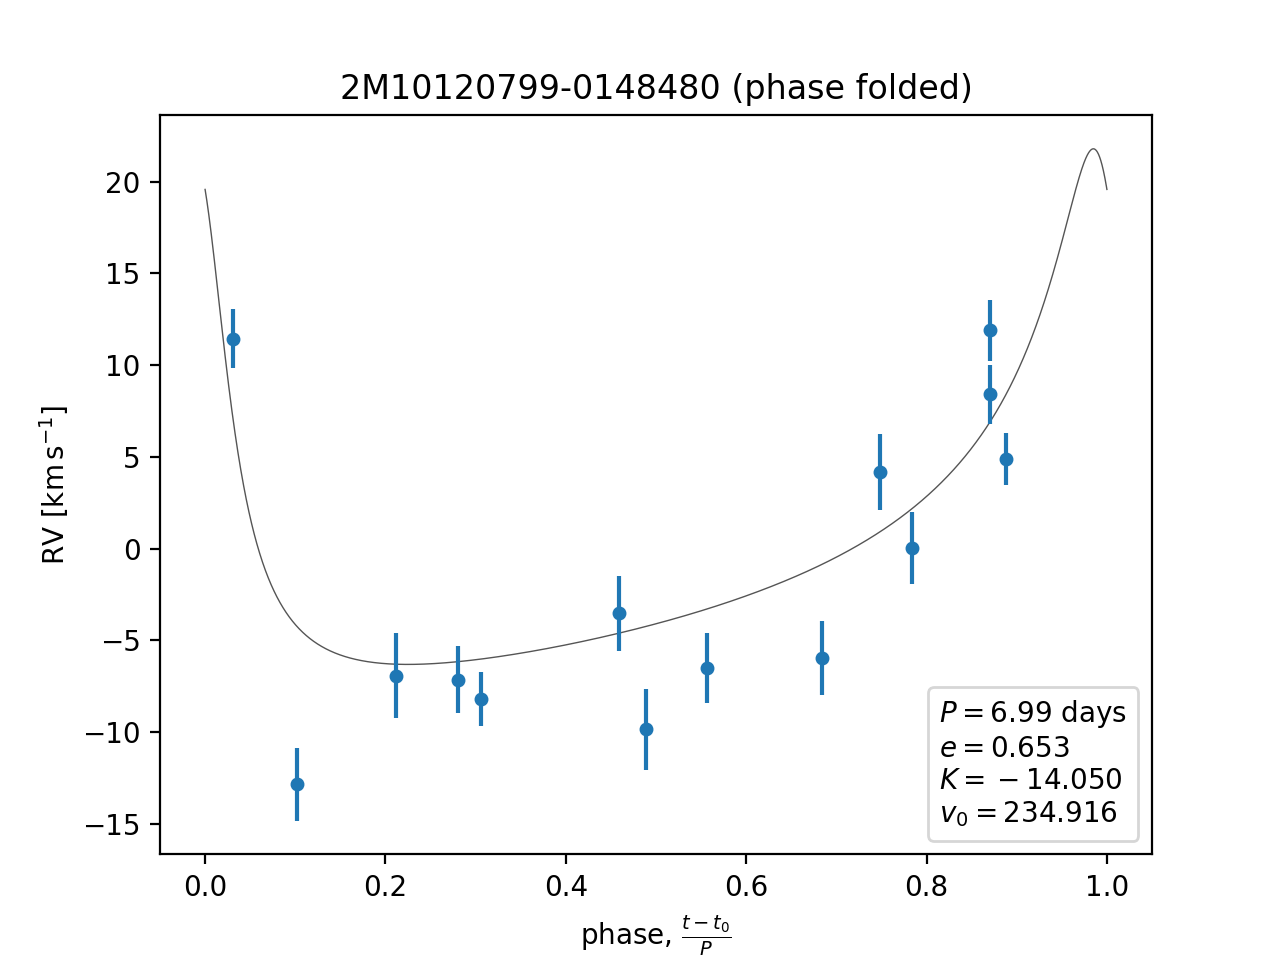 2M10120799-0148480 (phase folded)
RV [km s⁻¹]
20
15
10
5
0
−5
−10
−15
P = 6.99 days
e = 0.653
K = −14.050
v₀ = 234.916
0.0 0.2 0.4 0.6 0.8 1.0
phase, (t − t₀)/P